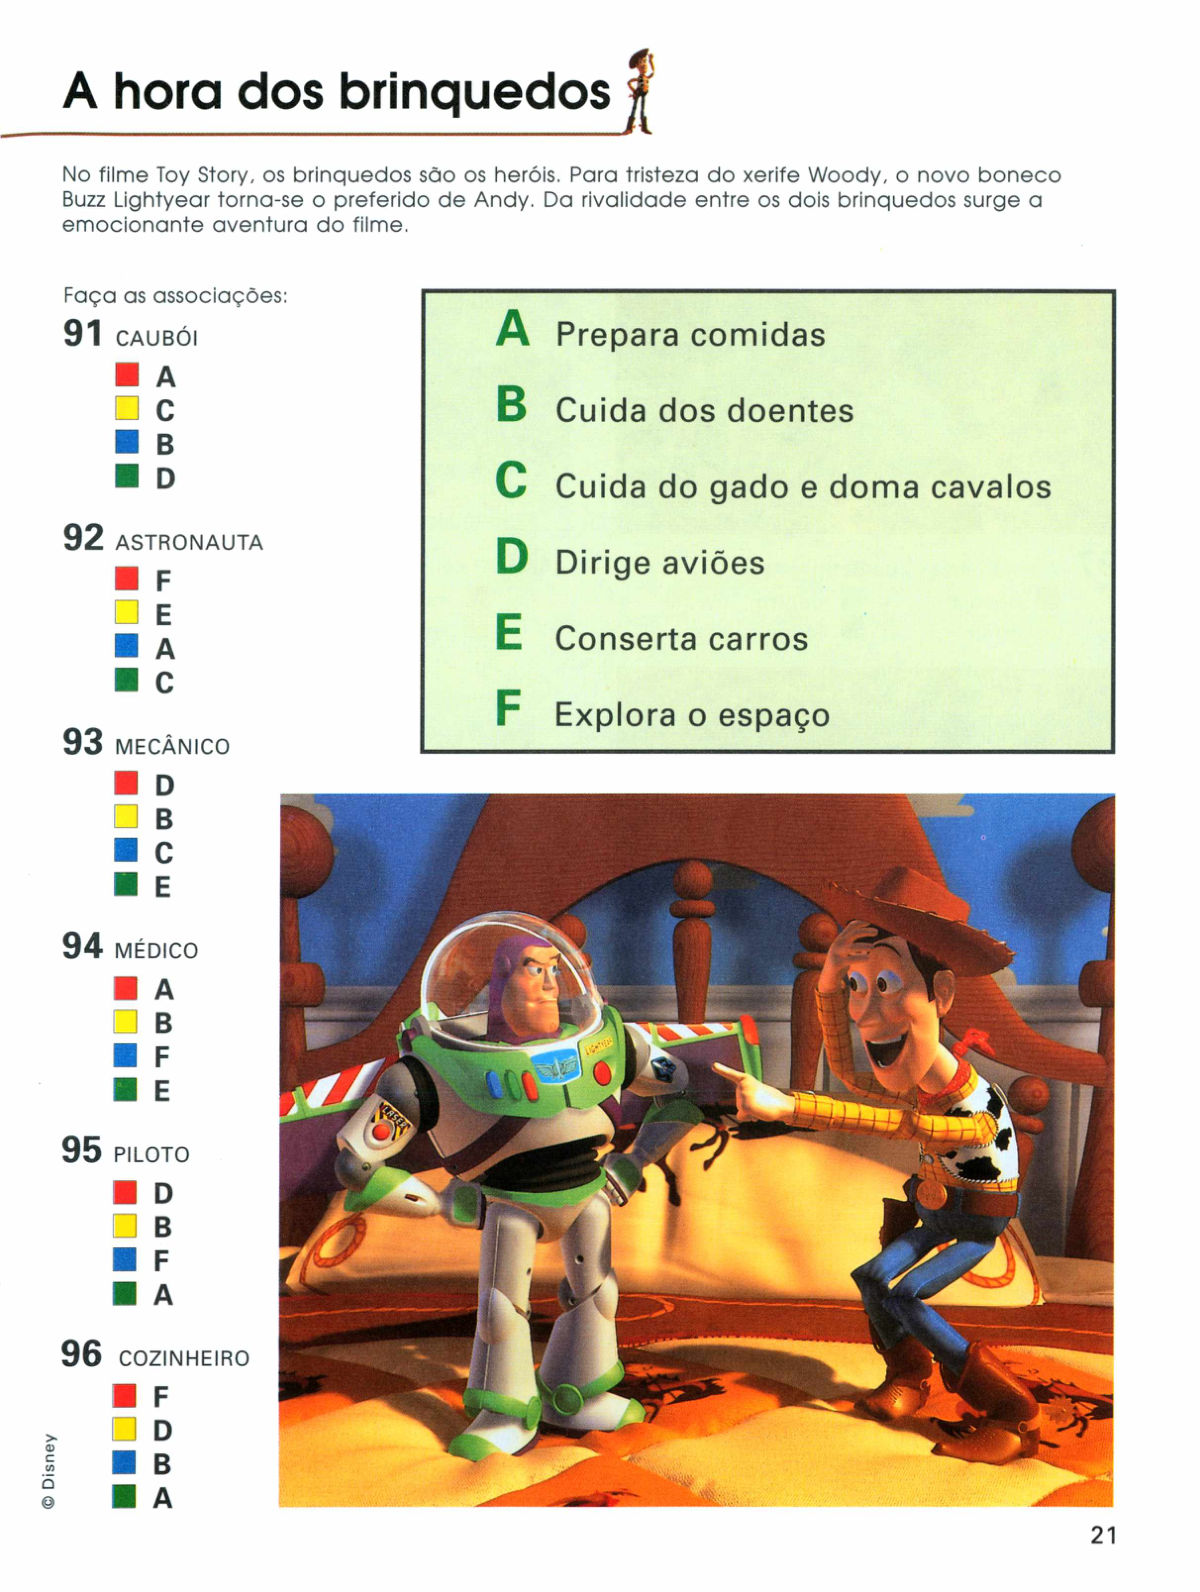 A hora dos brinquedos
No filme Toy Story, os brinquedos são os heróis. Para tristeza do xerife Woody, o novo boneco
Buzz Lightyear torna-se o preferido de Andy. Da rivalidade entre os dois brinquedos surge a
emocionante aventura do filme.
Faça as associações:
91 CAUBÓI
A
C
B
D
92 ASTRONAUTA
F
E
A
C
93 MECÂNICO
D
B
C
E
94 MÉDICO
A
B
F
E
95 PILOTO
D
B
F
A
96 COZINHEIRO
F
D
B
A
A Prepara comidas
B Cuida dos doentes
C Cuida do gado e doma cavalos
D Dirige aviões
E Conserta carros
F Explora o espaço
LIGHTYEAR
LASER
© Disney
21